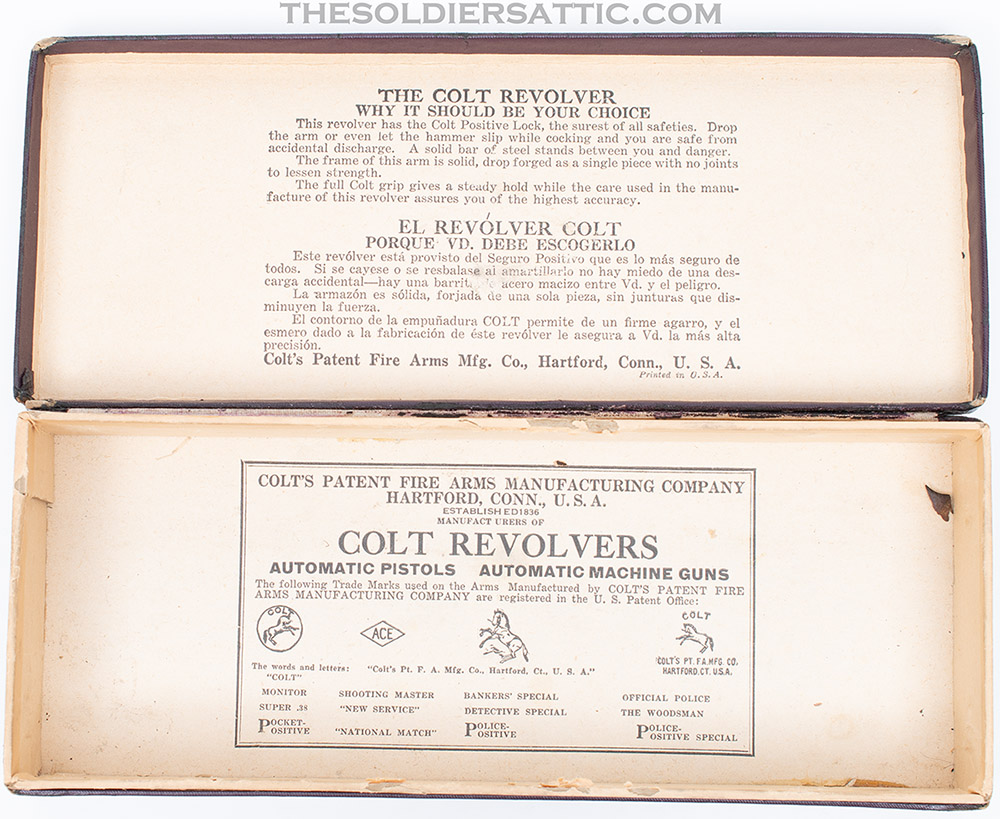 THESOLDIERSATTIC.COM
THE COLT REVOLVER
WHY IT SHOULD BE YOUR CHOICE
This revolver has the Colt Positive Lock, the surest of all safeties. Drop
the arm or even let the hammer slip while cocking and you are safe from
accidental discharge. A solid bar of steel stands between you and danger.
The frame of this arm is solid, drop forged as a single piece with no joints
to lessen strength.
The full Colt grip gives a steady hold while the care used in the manu-
facture of this revolver assures you of the highest accuracy.
EL REVÓLVER COLT
PORQUE VD. DEBE ESCOGERLO
Este revólver está provisto del Seguro Positivo que es lo más seguro de
todos. Si se cayese o se resbalase al amartillarlo no hay miedo de una des-
carga accidental—hay una barrit acero macizo entre Vd. y el peligro.
La armazón es sólida, forjada de una sola pieza, sin junturas que dis-
minuyen la fuerza.
El contorno de la empuñadura COLT permite de un firme agarro, y el
esmero dado a la fabricación de éste revólver le asegura a Vd. la más alta
precisión.
Colt's Patent Fire Arms Mfg. Co., Hartford, Conn., U. S. A.
Printed in U.S.A.
COLT'S PATENT FIRE ARMS MANUFACTURING COMPANY
HARTFORD, CONN., U. S. A.
ESTABLISHED 1836
MANUFACTURERS OF
COLT REVOLVERS
AUTOMATIC PISTOLS AUTOMATIC MACHINE GUNS
The following Trade Marks used on the Arms Manufactured by COLT'S PATENT FIRE
ARMS MANUFACTURING COMPANY are registered in the U. S. Patent Office:
COLT
ACE
COLT
COLT'S PT. F.A. MFG. CO.
HARTFORD, CT. U.S.A.
The words and letters: "Colt's Pt. F. A. Mfg. Co., Hartford, Ct., U. S. A."
"COLT"
MONITOR SHOOTING MASTER BANKERS' SPECIAL OFFICIAL POLICE
SUPER .38 "NEW SERVICE" DETECTIVE SPECIAL THE WOODSMAN
POCKET-POSITIVE "NATIONAL MATCH" POLICE-POSITIVE POLICE-POSITIVE SPECIAL